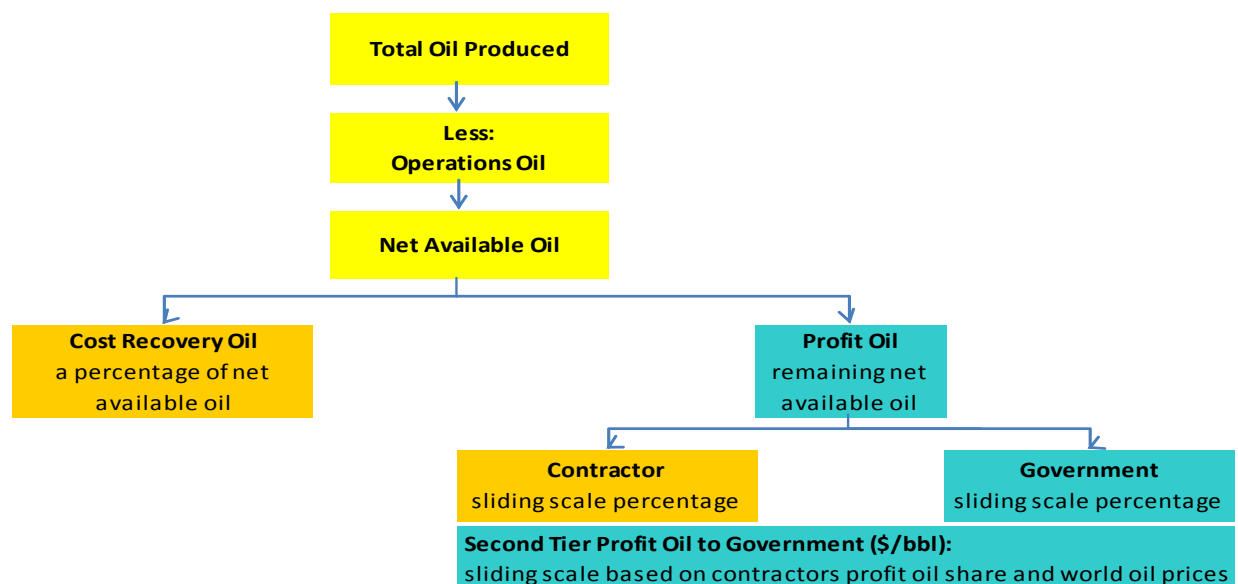 Total Oil Produced
Less:
Operations Oil
Net Available Oil
Cost Recovery Oil
a percentage of net
available oil
Profit Oil
remaining net
available oil
Contractor
sliding scale percentage
Government
sliding scale percentage
Second Tier Profit Oil to Government ($/bbl):
sliding scale based on contractors profit oil share and world oil prices